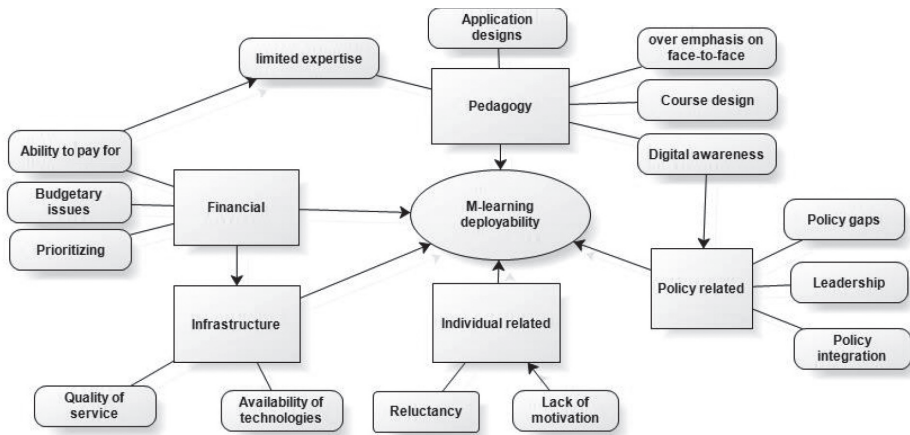 Application
designs
over emphasis on
face-to-face
limited expertise
Pedagogy
Course design
Ability to pay for
Digital awareness
Budgetary
issues
Financial
M-learning
deployability
Prioritizing
Policy gaps
Policy related
Leadership
Infrastructure
Individual related
Policy
integration
Quality of
service
Availability of
technologies
Reluctancy
Lack of
motivation